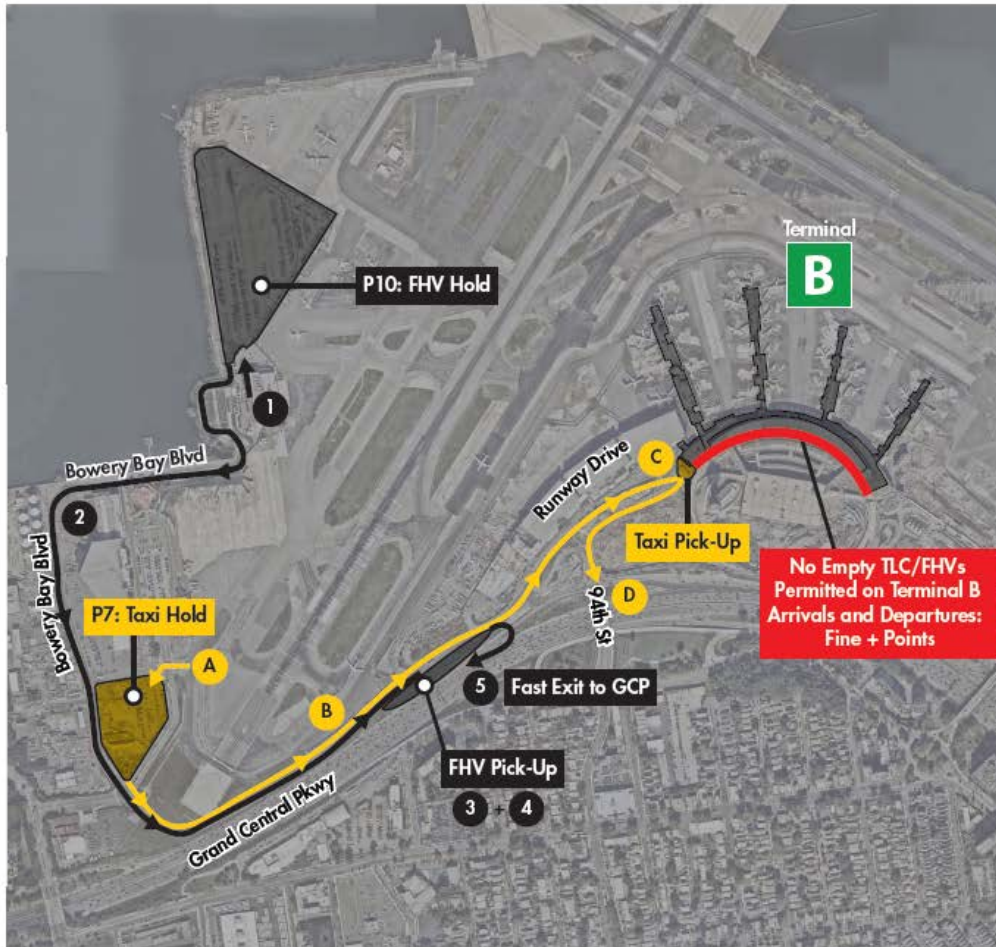 Terminal
B
P10: FHV Hold
1
Bowery Bay Blvd
2
Bowery Bay Blvd
Runway Drive
C
Taxi Pick-Up
No Empty TLC/FHVs
Permitted on Terminal B
Arrivals and Departures:
Fine + Points
D
94th St
P7: Taxi Hold
A
5
Fast Exit to GCP
B
FHV Pick-Up
3 + 4
Grand Central Pkwy